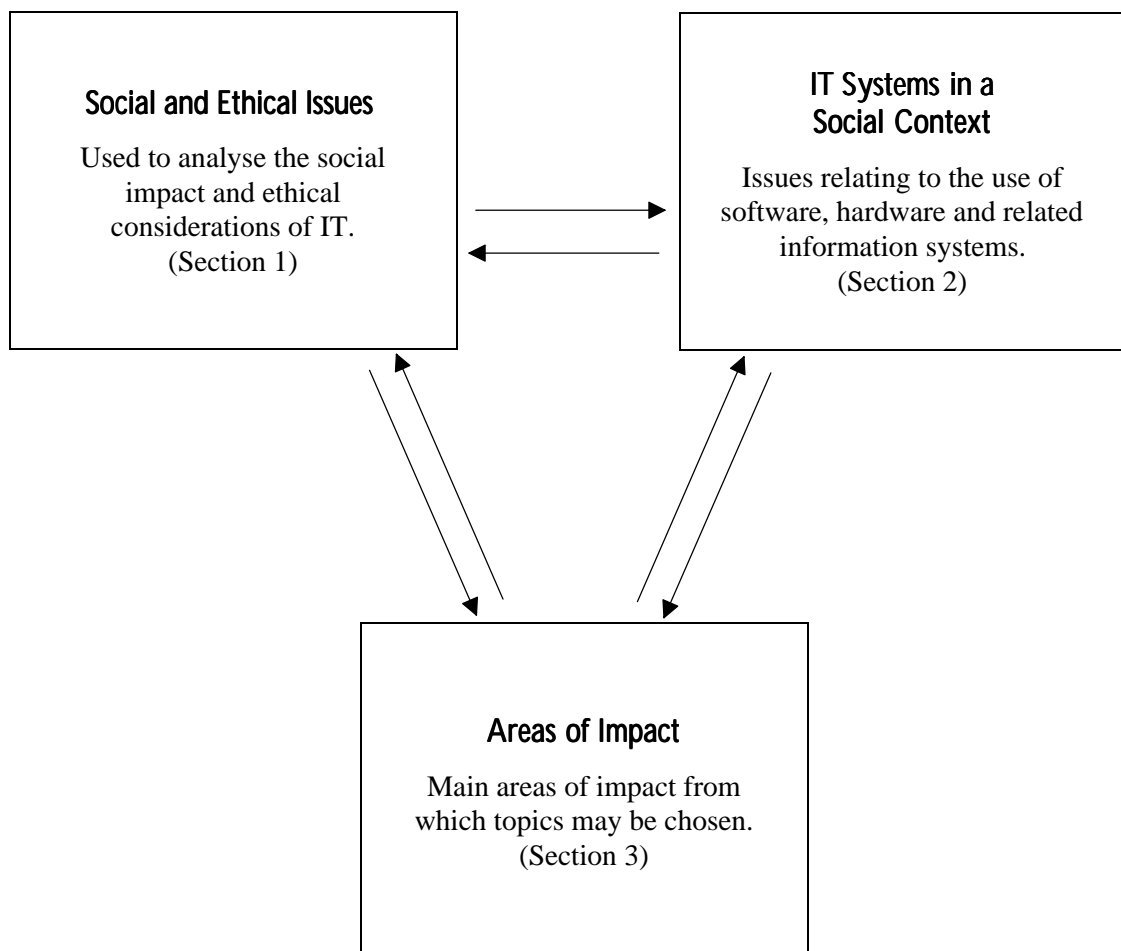 Social and Ethical Issues
Used to analyse the social
impact and ethical
considerations of IT.
(Section 1)
IT Systems in a
Social Context
Issues relating to the use of
software, hardware and related
information systems.
(Section 2)
Areas of Impact
Main areas of impact from
which topics may be chosen.
(Section 3)